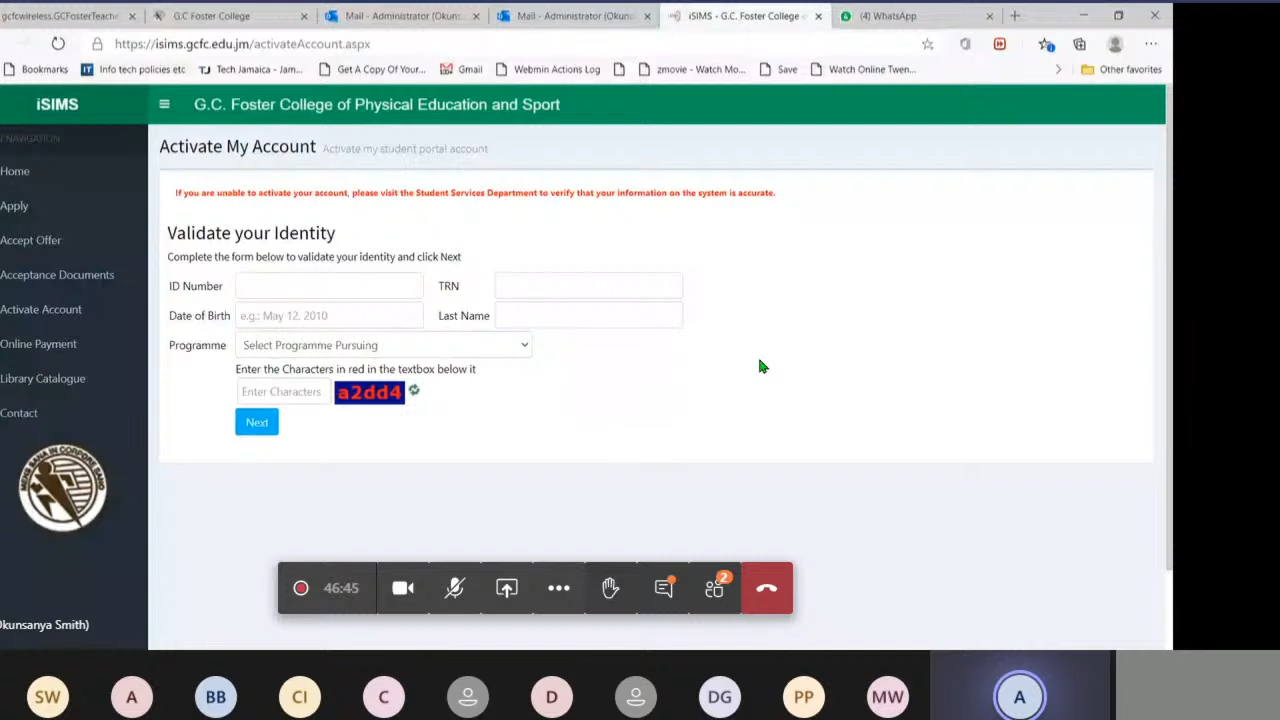 gcfcwireless.GCFosterTeache
G.C Foster College
Mail - Administrator (Okuns
Mail - Administrator (Okuns
iSIMS - G.C. Foster College
(4) WhatsApp
https://isims.gcfc.edu.jm/activateAccount.aspx
Bookmarks
Info tech policies etc
Tech Jamaica - Jam...
Get A Copy Of Your...
Gmail
Webmin Actions Log
zmovie - Watch Mo...
Save
Watch Online Twen...
Other favorites
iSIMS
G.C. Foster College of Physical Education and Sport
NAVIGATION
Home
Apply
Accept Offer
Acceptance Documents
Activate Account
Online Payment
Library Catalogue
Contact
MENS SANA IN CORPORE SANO
Okunsanya Smith)
Activate My Account Activate my student portal account
If you are unable to activate your account, please visit the Student Services Department to verify that your information on the system is accurate.
Validate your Identity
Complete the form below to validate your identity and click Next
ID Number
TRN
Date of Birth e.g.: May 12, 2010
Last Name
Programme Select Programme Pursuing
Enter the Characters in red in the textbox below it
Enter Characters a2dd4
Next
46:45
2
SW A BB CI C D DG PP MW A